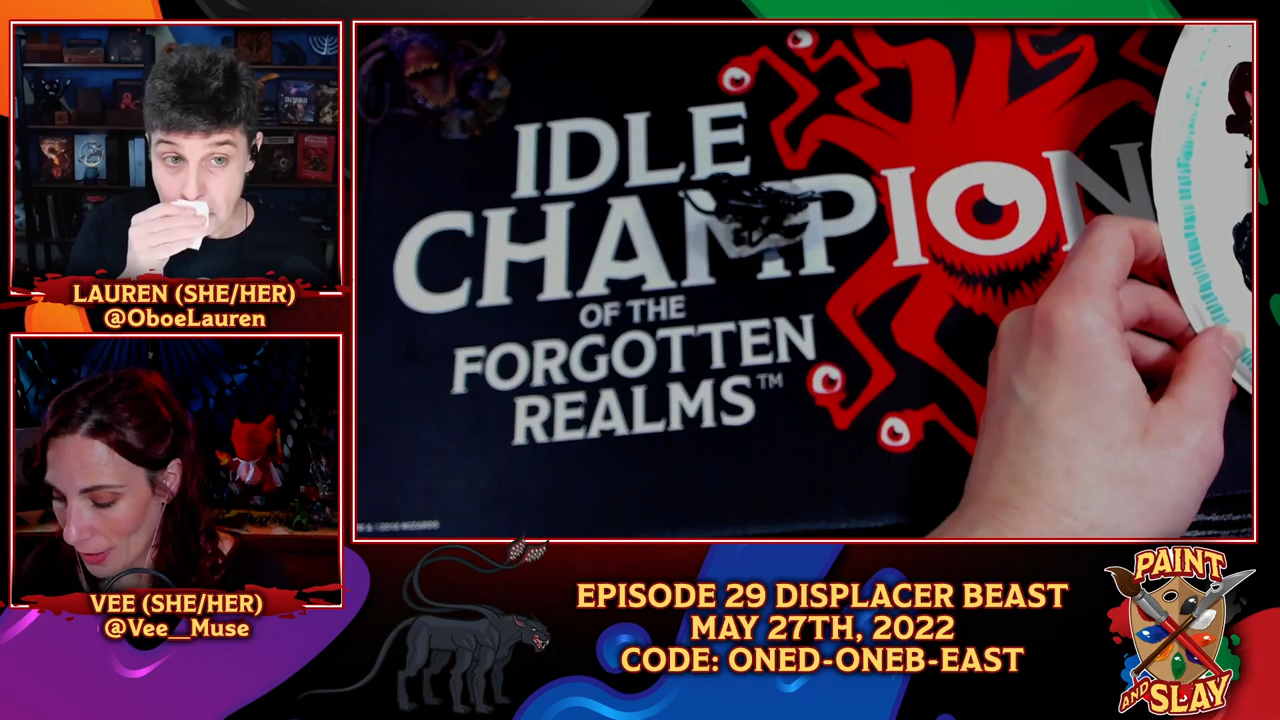 LAUREN (SHE/HER)
@OboeLauren
IDLE
CHAMPION
OF THE
FORGOTTEN
REALMS™
VEE (SHE/HER)
@Vee__Muse
EPISODE 29 DISPLACER BEAST
MAY 27TH, 2022
CODE: ONED-ONEB-EAST
PAINT
AND SLAY